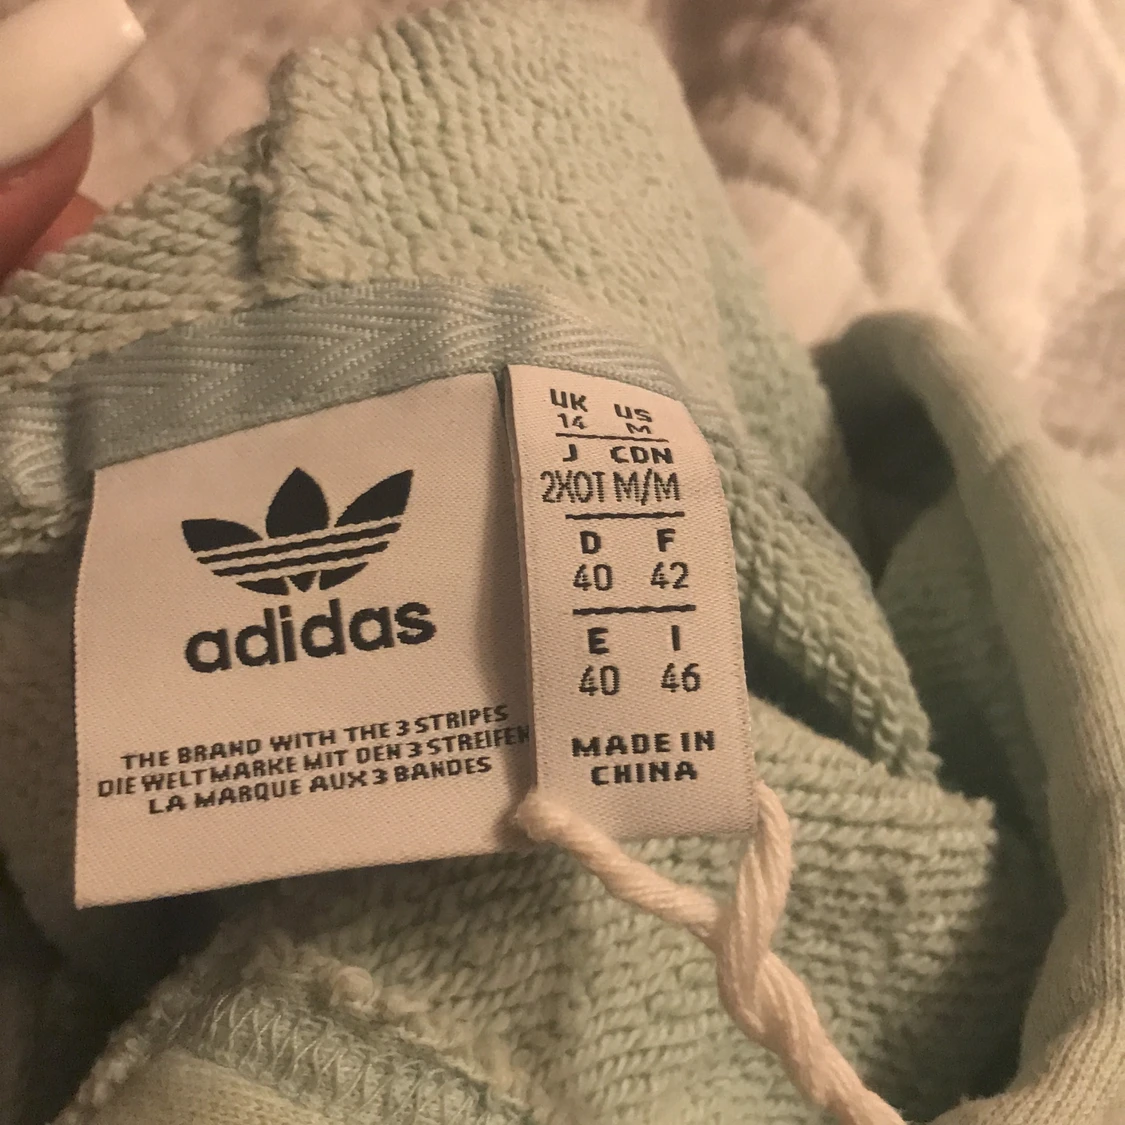 adidas
THE BRAND WITH THE 3 STRIPES
DIE WELTMARKE MIT DEN 3 STREIFEN
LA MARQUE AUX 3 BANDES
UK US
14 M
J CDN
2XOT M/M
D F
40 42
E I
40 46
MADE IN
CHINA